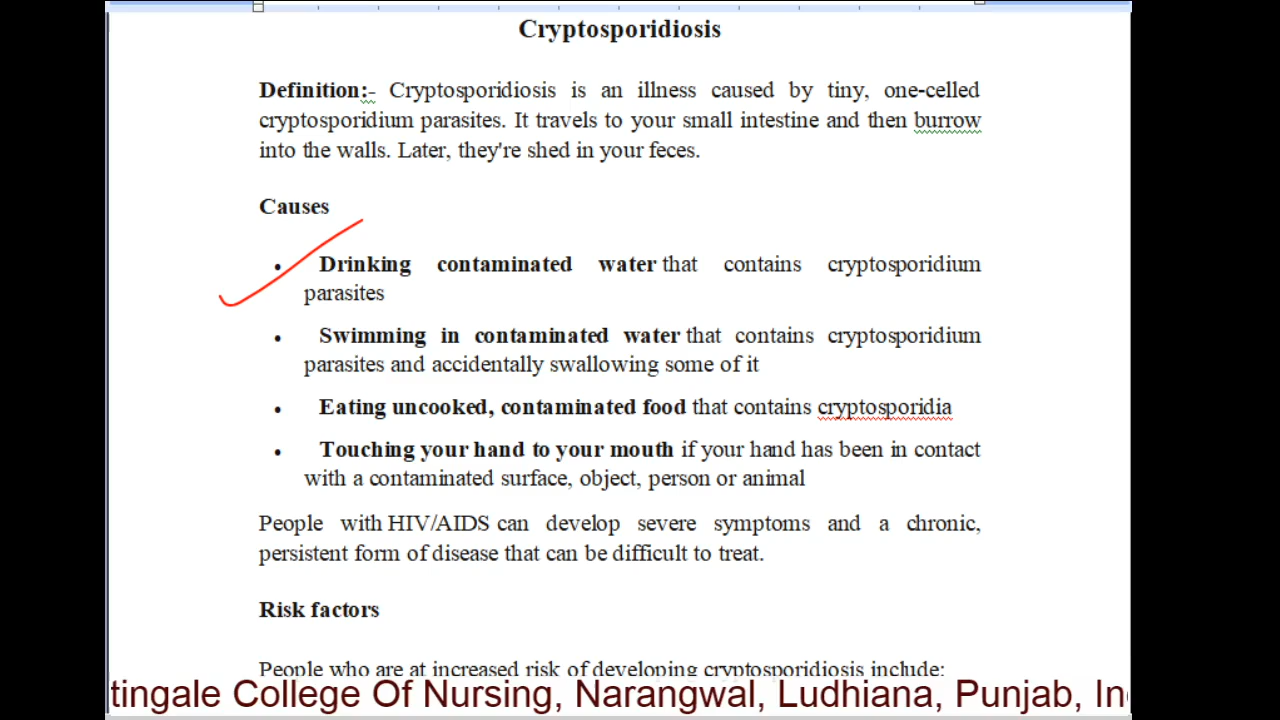 Cryptosporidiosis
Definition:- Cryptosporidiosis is an illness caused by tiny, one-celled
cryptosporidium parasites. It travels to your small intestine and then burrow
into the walls. Later, they're shed in your feces.
Causes
• Drinking contaminated water that contains cryptosporidium
parasites
• Swimming in contaminated water that contains cryptosporidium
parasites and accidentally swallowing some of it
• Eating uncooked, contaminated food that contains cryptosporidia
• Touching your hand to your mouth if your hand has been in contact
with a contaminated surface, object, person or animal
People with HIV/AIDS can develop severe symptoms and a chronic,
persistent form of disease that can be difficult to treat.
Risk factors
People who are at increased risk of developing cryptosporidiosis include:
tingale College Of Nursing, Narangwal, Ludhiana, Punjab, In